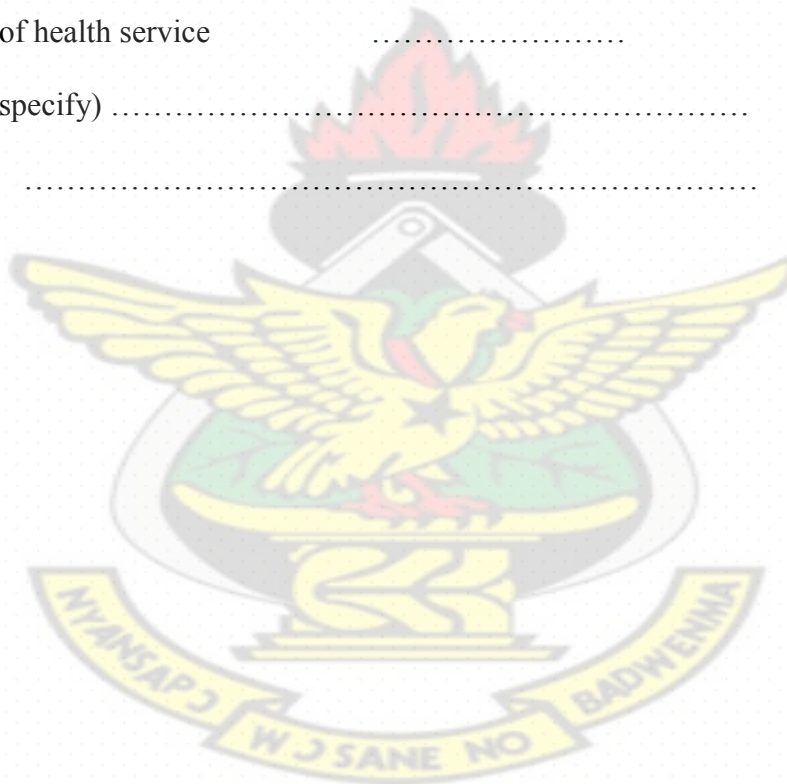 of health service ……………………
specify) ………………………………………………………
………………………………………………………………
NYANSAPƆ WƆSANE NO BADWENMA